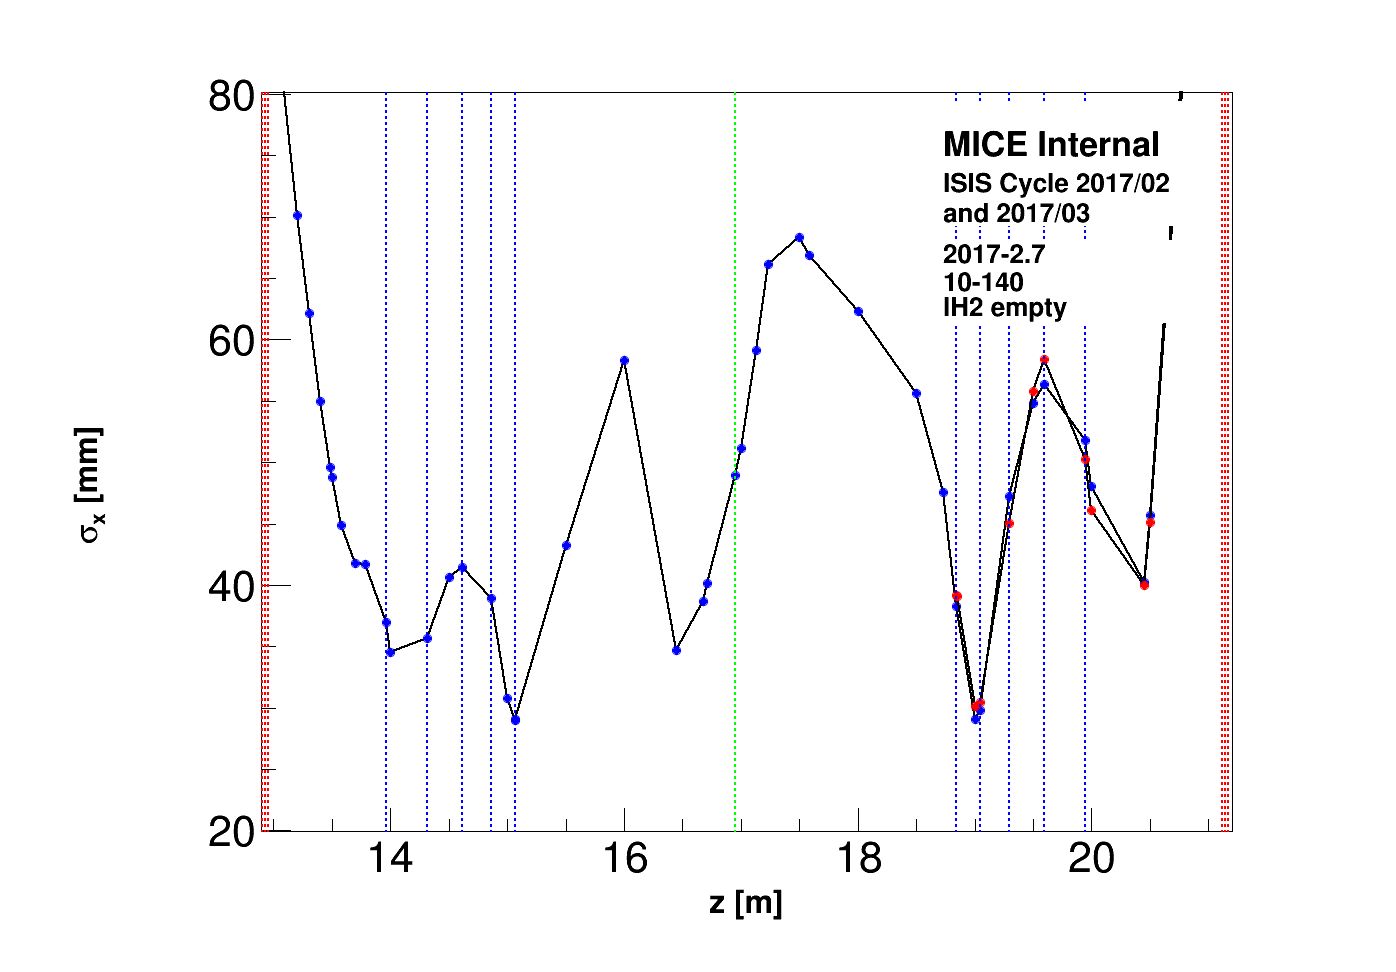 80
60
40
20
σx [mm]
MICE Internal
ISIS Cycle 2017/02
and 2017/03
2017-2.7
10-140
lH2 empty
14 16 18 20
z [m]